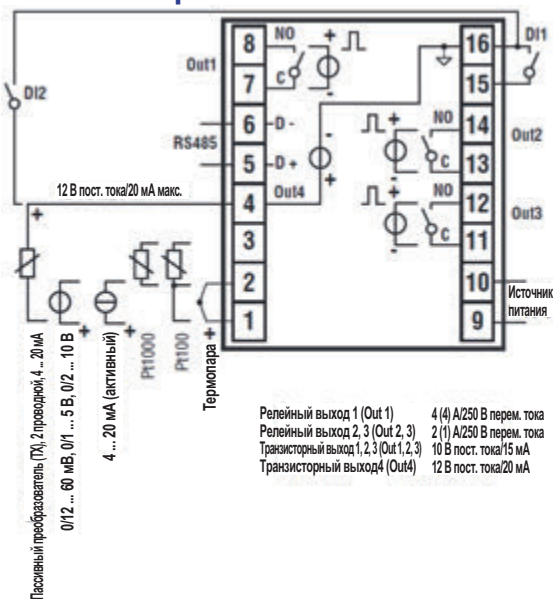 8 NO
Out1
7 C
6 D -
RS485
5 D +
4 Out4
3
2
1
+
-
-
+
16
DI1
15
14 NO
Out2
13 C
12 NO
Out3
11 C
10
Источник
питания
9
DI2
12 В пост. тока/20 мА макс.
+
Пассивный преобразователь (TX), 2 проводной, 4 ... 20 мА
0/12 ... 60 мВ, 0/1 ... 5 В, 0/2 ... 10 В
+
4 ... 20 мА (активный)
+
Pt1000
Pt100
Термопара
+
Релейный выход 1 (Out 1) 4 (4) А/250 В перем. тока
Релейный выход 2, 3 (Out 2, 3) 2 (1) А/250 В перем. тока
Транзисторный выход 1, 2, 3 (Out 1, 2, 3) 10 В пост. тока/15 мА
Транзисторный выход4 (Out4) 12 В пост. тока/20 мА